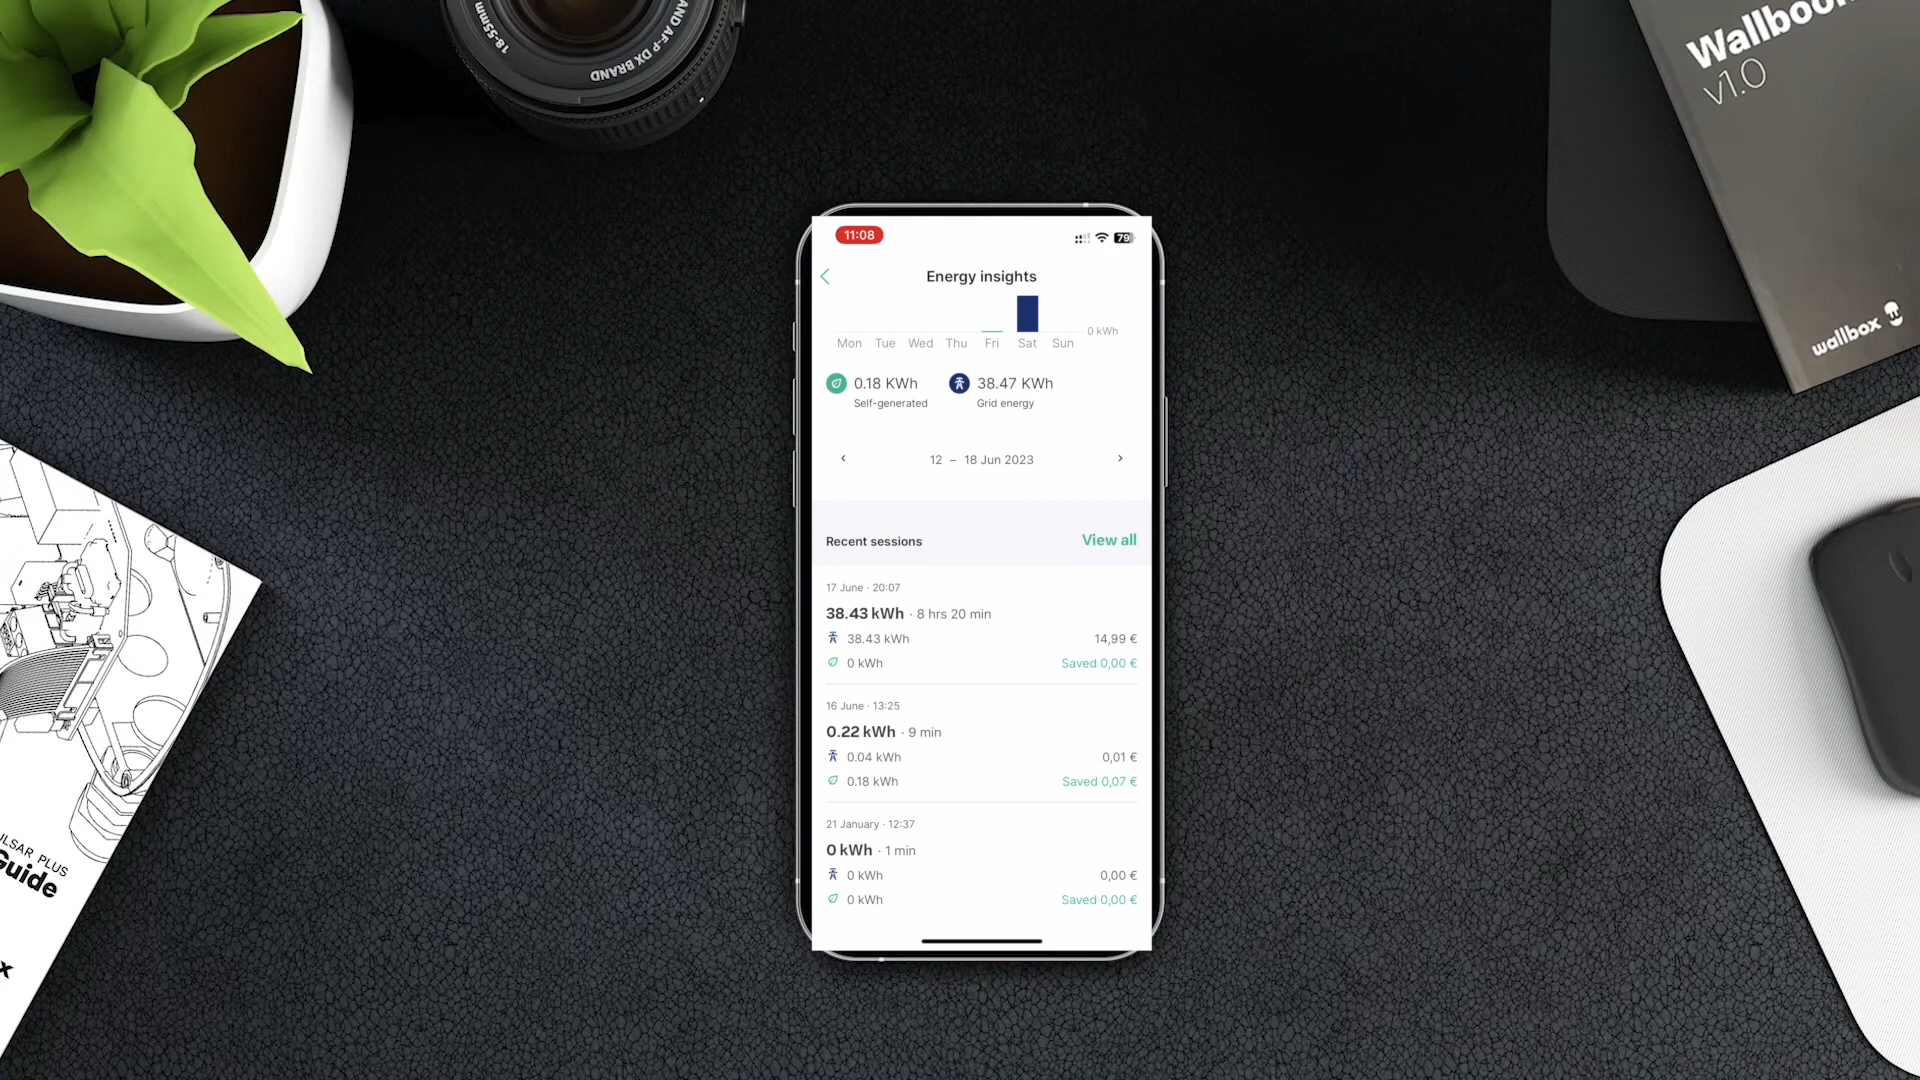 18-55mm
AND AF-P DX BRAND
v1.0
wallbox
11:08
79
Energy insights
0 kWh
Mon Tue Wed Thu Fri Sat Sun
0.18 KWh 38.47 KWh
Self-generated Grid energy
12 – 18 Jun 2023
Recent sessions View all
17 June · 20:07
38.43 kWh · 8 hrs 20 min
38.43 kWh 14,99 €
0 kWh Saved 0,00 €
16 June · 13:25
0.22 kWh · 9 min
0.04 kWh 0,01 €
0.18 kWh Saved 0,07 €
21 January · 12:37
0 kWh · 1 min
0 kWh 0,00 €
0 kWh Saved 0,00 €
PLUS
Guide